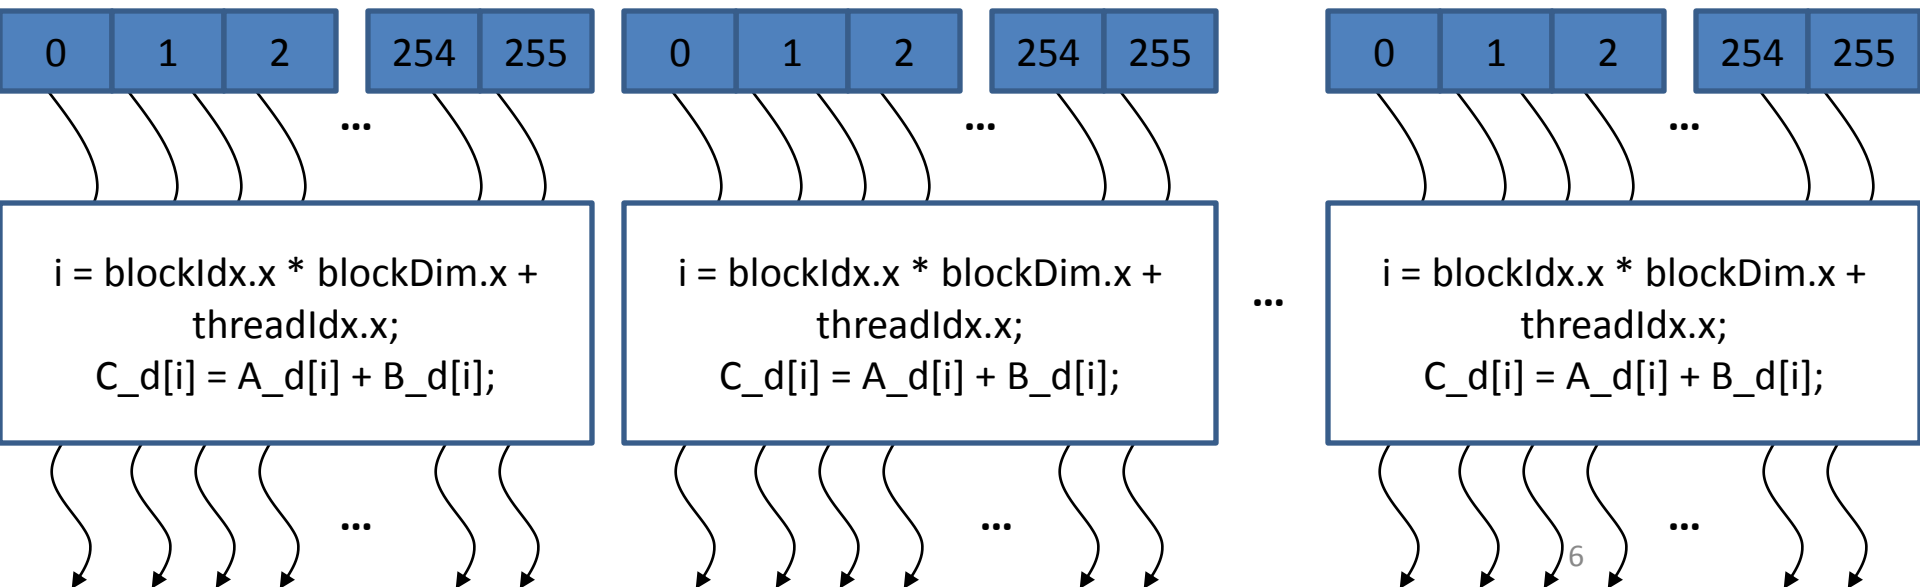 0 1 2 254 255 0 1 2 254 255 0 1 2 254 255
... ... ...
i = blockIdx.x * blockDim.x +
threadIdx.x;
C_d[i] = A_d[i] + B_d[i];
i = blockIdx.x * blockDim.x +
threadIdx.x;
C_d[i] = A_d[i] + B_d[i];
...
i = blockIdx.x * blockDim.x +
threadIdx.x;
C_d[i] = A_d[i] + B_d[i];
... ... ...
6